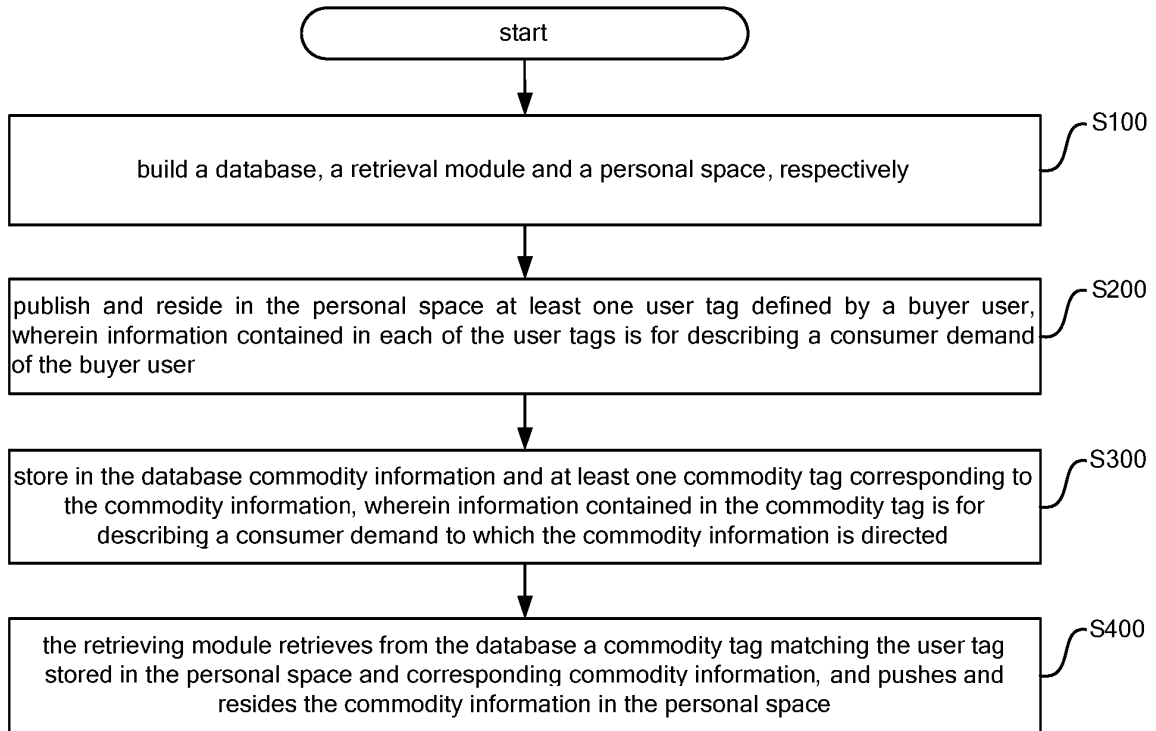 start
S100
build a database, a retrieval module and a personal space, respectively
S200
publish and reside in the personal space at least one user tag defined by a buyer user,
wherein information contained in each of the user tags is for describing a consumer demand
of the buyer user
S300
store in the database commodity information and at least one commodity tag corresponding to
the commodity information, wherein information contained in the commodity tag is for
describing a consumer demand to which the commodity information is directed
S400
the retrieving module retrieves from the database a commodity tag matching the user tag
stored in the personal space and corresponding commodity information, and pushes and
resides the commodity information in the personal space